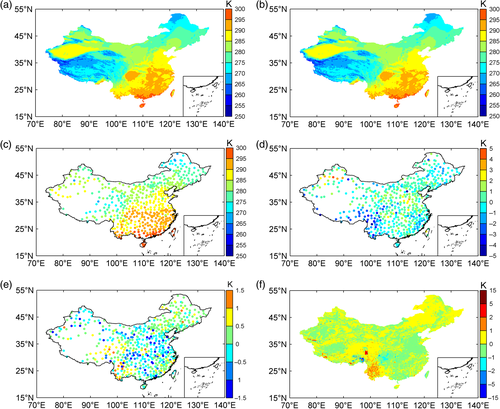 (a) K (b) K
55°N 300 55°N 300
295 295
45°N 290 45°N 290
285 285
280 280
35°N 275 35°N 275
270 270
265 265
25°N 260 25°N 260
255 255
15°N 250 15°N 250
70°E 80°E 90°E 100°E 110°E 120°E 130°E 140°E 70°E 80°E 90°E 100°E 110°E 120°E 130°E 140°E
(c) K (d) K
55°N 300 55°N 5
295 4
45°N 290 45°N 3
285 2
280 1
35°N 275 35°N 0
270 -1
265 -2
25°N 260 25°N -3
255 -4
15°N 250 15°N -5
70°E 80°E 90°E 100°E 110°E 120°E 130°E 140°E 70°E 80°E 90°E 100°E 110°E 120°E 130°E 140°E
(e) K (f) K
55°N 1.5 55°N 15
45°N 1 45°N 2
0.5 1
35°N 0 35°N 0
-0.5 -1
25°N -1 25°N -2
15°N -1.5 15°N -15
70°E 80°E 90°E 100°E 110°E 120°E 130°E 140°E 70°E 80°E 90°E 100°E 110°E 120°E 130°E 140°E